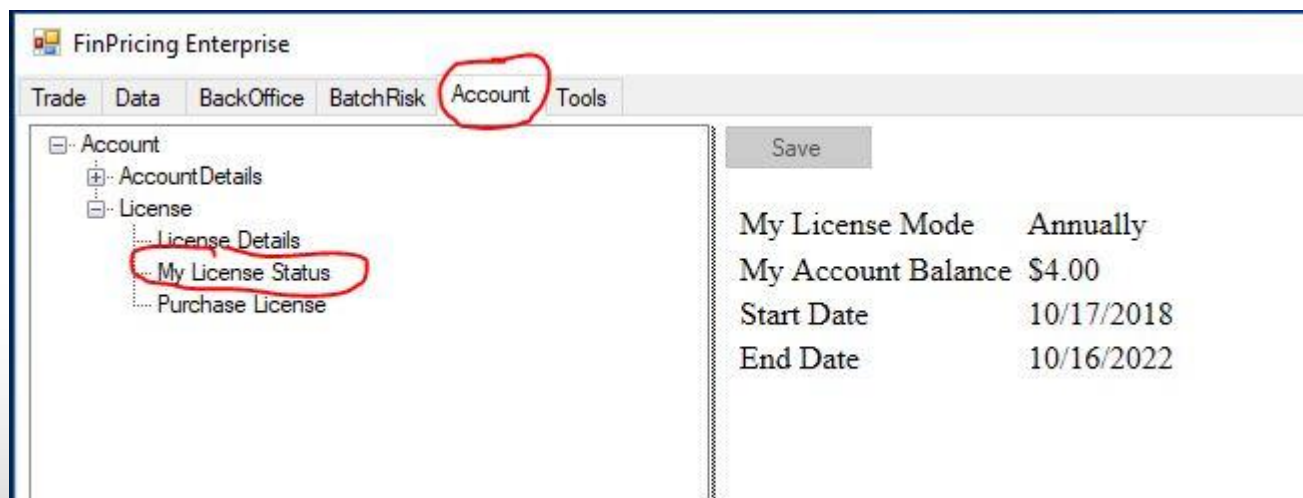 FinPricing Enterprise
Trade Data BackOffice BatchRisk Account Tools
Account
AccountDetails
License
License Details
My License Status
Purchase License
Save
My License Mode Annually
My Account Balance $4.00
Start Date 10/17/2018
End Date 10/16/2022